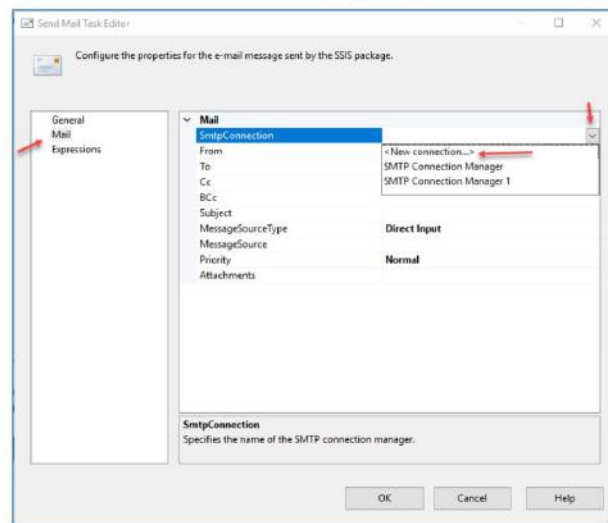 Send Mail Task Editor
Configure the properties for the e-mail message sent by the SSIS package.
General
Mail
Expressions
Mail
SmtpConnection
From
To
Cc
BCc
Subject
MessageSourceType Direct Input
MessageSource
Priority Normal
Attachments
<New connection...>
SMTP Connection Manager
SMTP Connection Manager 1
SmtpConnection
Specifies the name of the SMTP connection manager.
OK Cancel Help